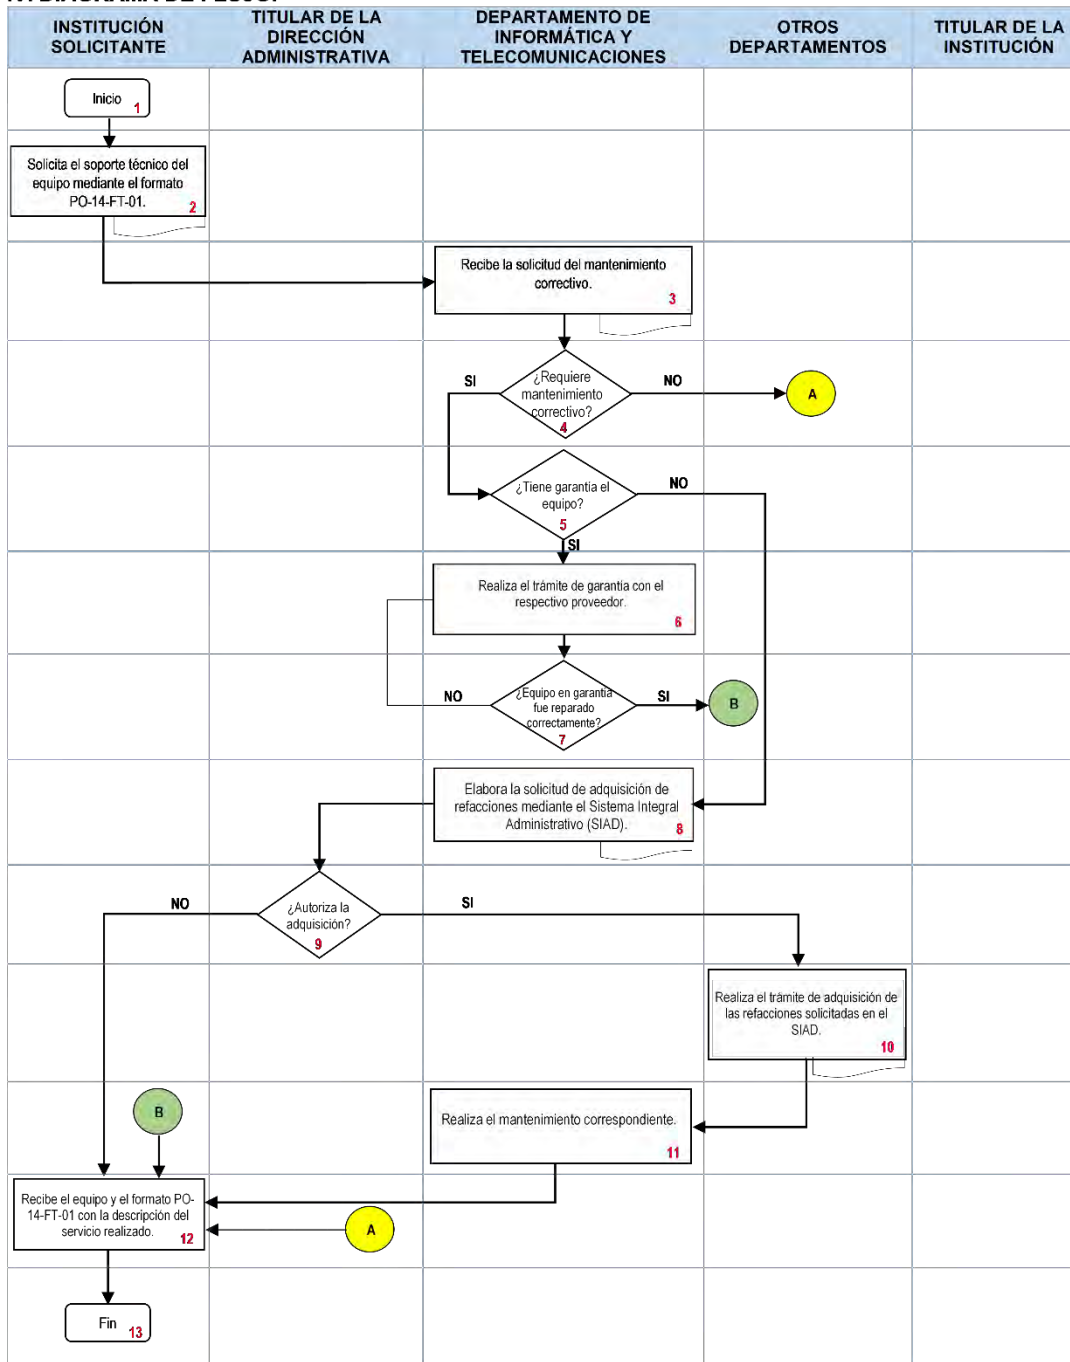 IV. DIAGRAMA DE FLUJO.
INSTITUCIÓN
SOLICITANTE
TITULAR DE LA
DIRECCIÓN
ADMINISTRATIVA
DEPARTAMENTO DE
INFORMÁTICA Y
TELECOMUNICACIONES
OTROS
DEPARTAMENTOS
TITULAR DE LA
INSTITUCIÓN
Inicio 1
Solicita el soporte técnico del
equipo mediante el formato
PO-14-FT-01. 2
Recibe la solicitud del mantenimiento
correctivo.
3
SI
¿Requiere
mantenimiento
correctivo?
4
NO
A
¿Tiene garantía el
equipo?
5
NO
SI
Realiza el trámite de garantía con el
respectivo proveedor.
6
NO
¿Equipo en garantía
fue reparado
correctamente?
7
SI
B
Elabora la solicitud de adquisición de
refacciones mediante el Sistema Integral
Administrativo (SIAD). 8
NO
¿Autoriza la
adquisición?
9
SI
Realiza el trámite de adquisición de
las refacciones solicitadas en el
SIAD.
10
B
Realiza el mantenimiento correspondiente.
11
Recibe el equipo y el formato PO-
14-FT-01 con la descripción del
servicio realizado. 12
A
Fin 13